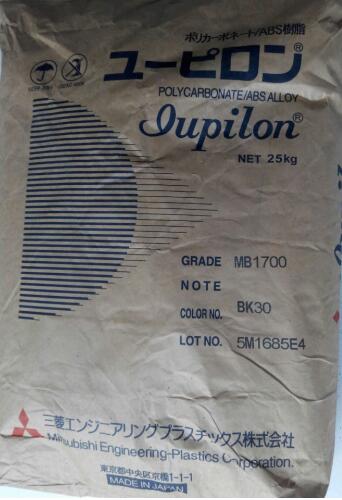 ポリカーボネート/ABS樹脂
ユーピロン®
POLYCARBONATE/ABS ALLOY
Iupilon®
NET 25kg
GRADE MB1700
NOTE
COLOR NO. BK30
LOT NO. 5M1685E4
三菱エンジニアリングプラスチックス株式会社
Mitsubishi Engineering-Plastics Corporation.
東京都中央区京橋1-1-1
MADE IN JAPAN